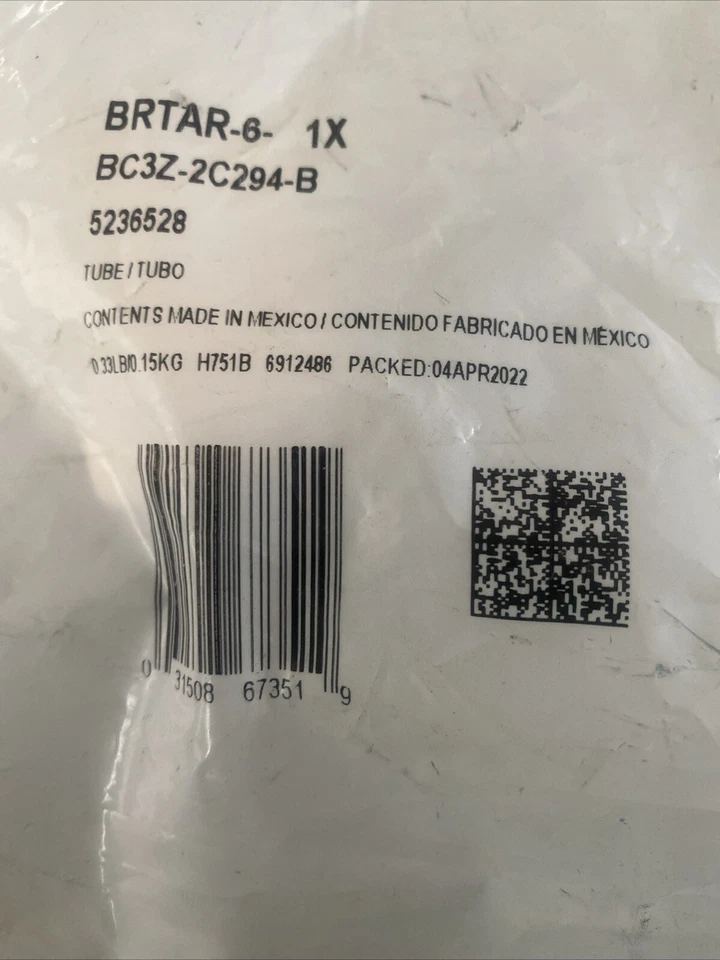 BRTAR-6- 1X
BC3Z-2C294-B
5236528
TUBE / TUBO
CONTENTS MADE IN MEXICO / CONTENIDO FABRICADO EN MÉXICO
0.33LB/0.15KG H751B 6912486 PACKED:04APR2022
0 31508 67351 9